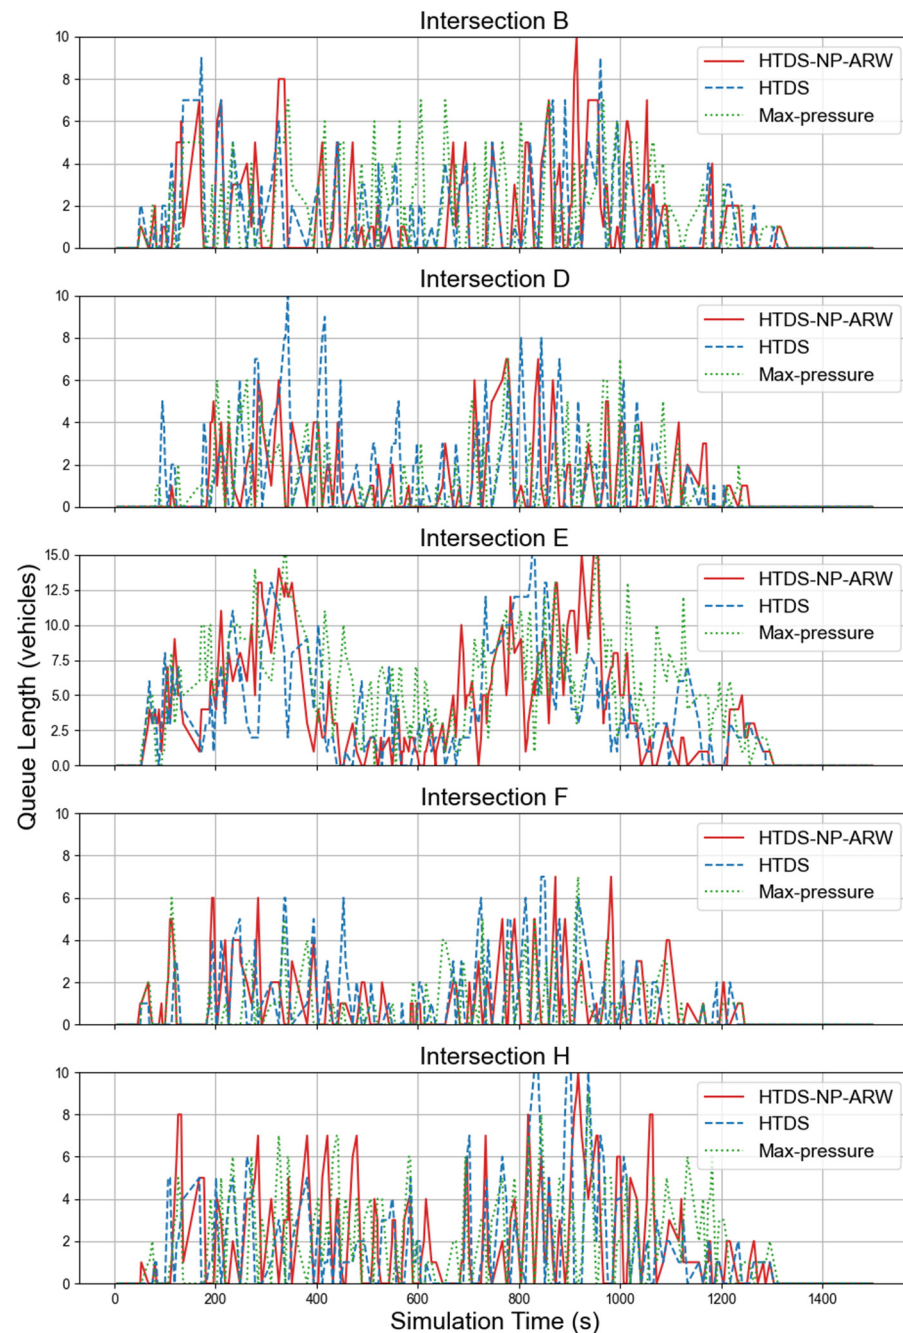 Intersection B
10
8
6
4
2
0
HTDS-NP-ARW
HTDS
Max-pressure
Intersection D
10
8
6
4
2
0
HTDS-NP-ARW
HTDS
Max-pressure
Intersection E
15.0
12.5
10.0
7.5
5.0
2.5
0.0
HTDS-NP-ARW
HTDS
Max-pressure
Queue Length (vehicles)
Intersection F
10
8
6
4
2
0
HTDS-NP-ARW
HTDS
Max-pressure
Intersection H
10
8
6
4
2
0
HTDS-NP-ARW
HTDS
Max-pressure
0 200 400 600 800 1000 1200 1400
Simulation Time (s)